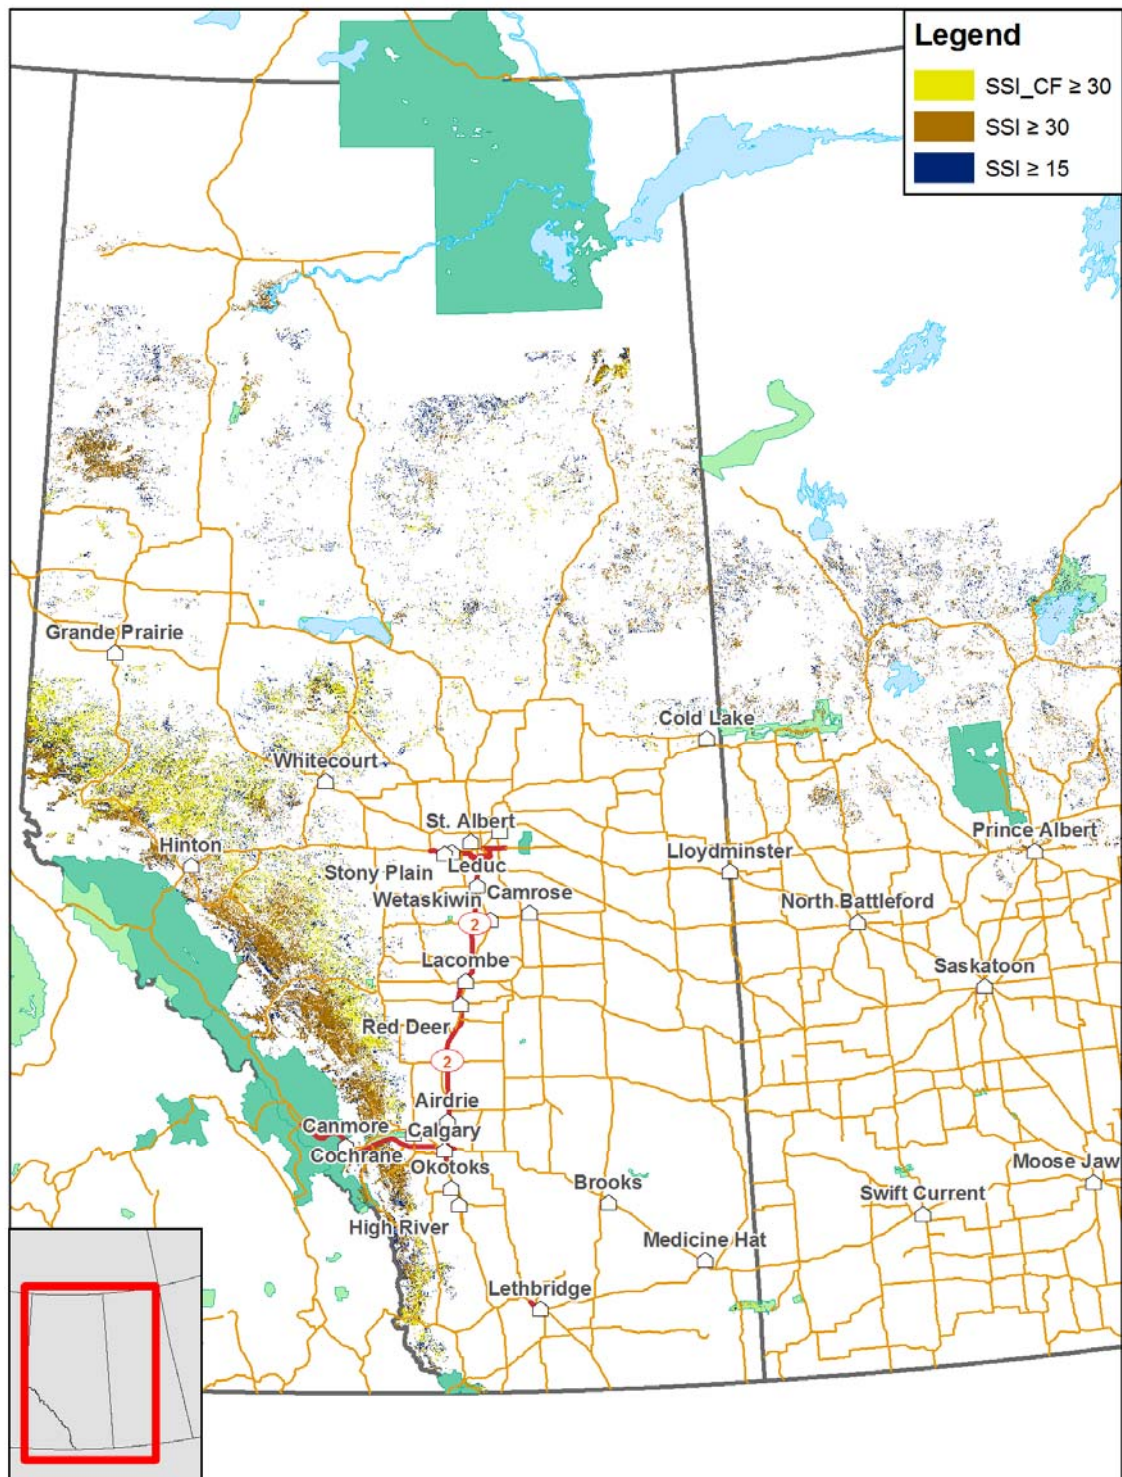 Legend
SSI_CF ≥ 30
SSI ≥ 30
SSI ≥ 15
Grande Prairie
Cold Lake
Whitecourt
St. Albert
Hinton
Prince Albert
Stony Plain
Leduc
Lloydminster
Wetaskiwin
Camrose
North Battleford
2
Lacombe
Saskatoon
Red Deer
2
Airdrie
Canmore
Calgary
Cochrane
Okotoks
Moose Jaw
Brooks
Swift Current
High River
Medicine Hat
Lethbridge